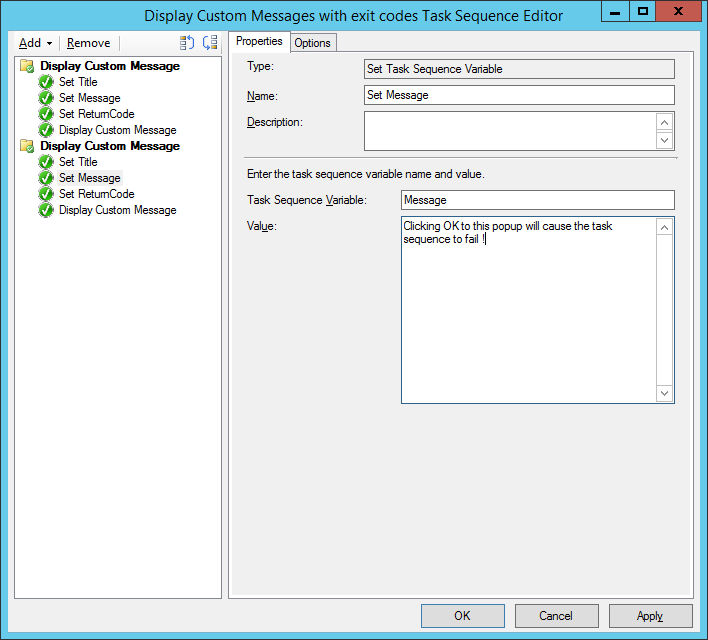 Display Custom Messages with exit codes Task Sequence Editor
Add
Remove
Display Custom Message
Set Title
Set Message
Set ReturnCode
Display Custom Message
Display Custom Message
Set Title
Set Message
Set ReturnCode
Display Custom Message
Properties
Options
Type:
Set Task Sequence Variable
Name:
Set Message
Description:
Enter the task sequence variable name and value.
Task Sequence Variable:
Message
Value:
Clicking OK to this popup will cause the task
sequence to fail !
OK
Cancel
Apply